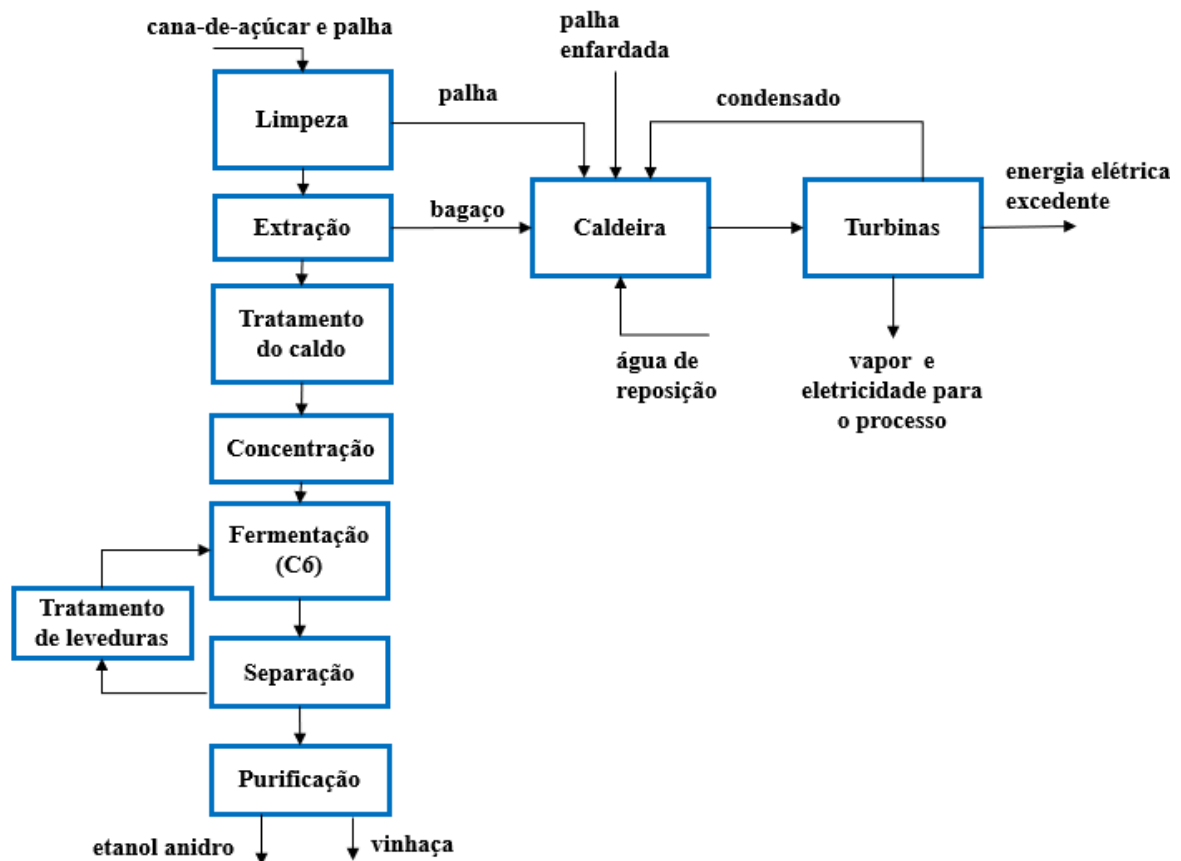 cana-de-açúcar e palha
palha
enfardada
Limpeza
palha
condensado
energia elétrica
excedente
Extração
bagaço
Caldeira
Turbinas
Tratamento
do caldo
água de
reposição
vapor e
eletricidade para
o processo
Concentração
Fermentação
(C6)
Tratamento
de leveduras
Separação
Purificação
etanol anidro
vinhaça